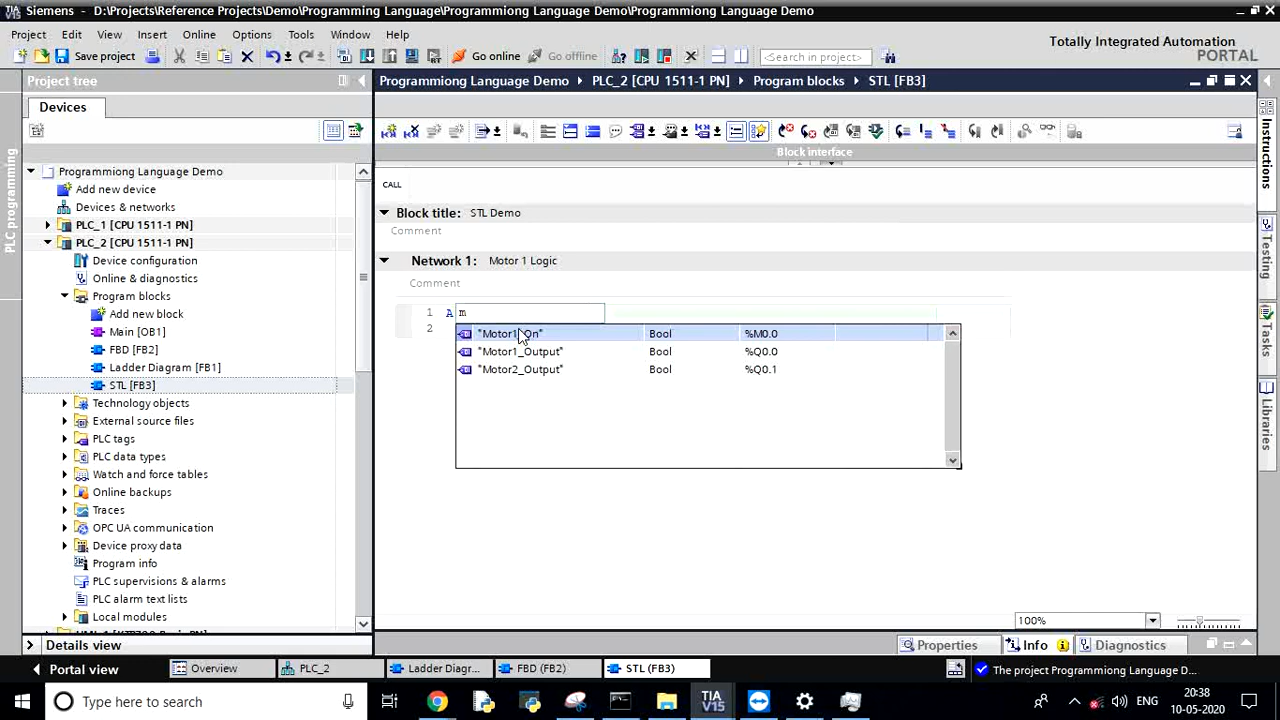 Siemens - D:\Projects\Reference Projects\Demo\Programming Language\Programmiong Language Demo\Programmiong Language Demo
Project Edit View Insert Online Options Tools Window Help
Totally Integrated Automation
PORTAL
Save project
Go online
Go offline
<Search in project>
Project tree
Programmiong Language Demo
PLC_2 [CPU 1511-1 PN]
Program blocks
STL [FB3]
Devices
PLC programming
Programmiong Language Demo
Add new device
Devices & networks
PLC_1 [CPU 1511-1 PN]
PLC_2 [CPU 1511-1 PN]
Device configuration
Online & diagnostics
Program blocks
Add new block
Main [OB1]
FBD [FB2]
Ladder Diagram [FB1]
STL [FB3]
Technology objects
External source files
PLC tags
PLC data types
Watch and force tables
Online backups
Traces
OPC UA communication
Device proxy data
Program info
PLC supervisions & alarms
PLC alarm text lists
Local modules
Details view
Block interface
CALL
Block title: STL Demo
Comment
Network 1: Motor 1 Logic
Comment
1 A m
2
"Motor1_On" Bool %M0.0
"Motor1_Output" Bool %Q0.0
"Motor2_Output" Bool %Q0.1
100%
Properties
Info
Diagnostics
Instructions
Testing
Tasks
Libraries
Portal view
Overview
PLC_2
Ladder Diagr...
FBD (FB2)
STL (FB3)
The project Programmiong Language D...
Type here to search
TIA
V15
ENG
20:38
10-05-2020